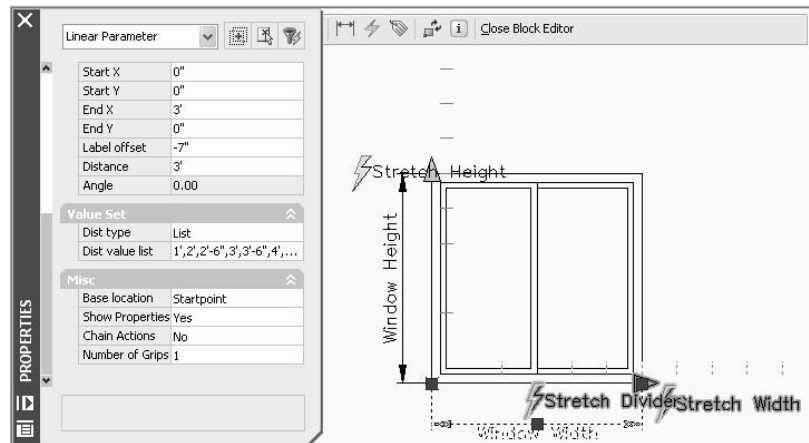 Linear Parameter
Close Block Editor
Start X 0"
Start Y 0"
End X 3'
End Y 0"
Label offset -7"
Distance 3'
Angle 0.00
Value Set
Dist type List
Dist value list 1',2',2'-6",3',3'-6",4',...
Misc
Base location Startpoint
Show Properties Yes
Chain Actions No
Number of Grips 1
PROPERTIES
Stretch Height
Window Height
Stretch Divider
Stretch Width
Window Width